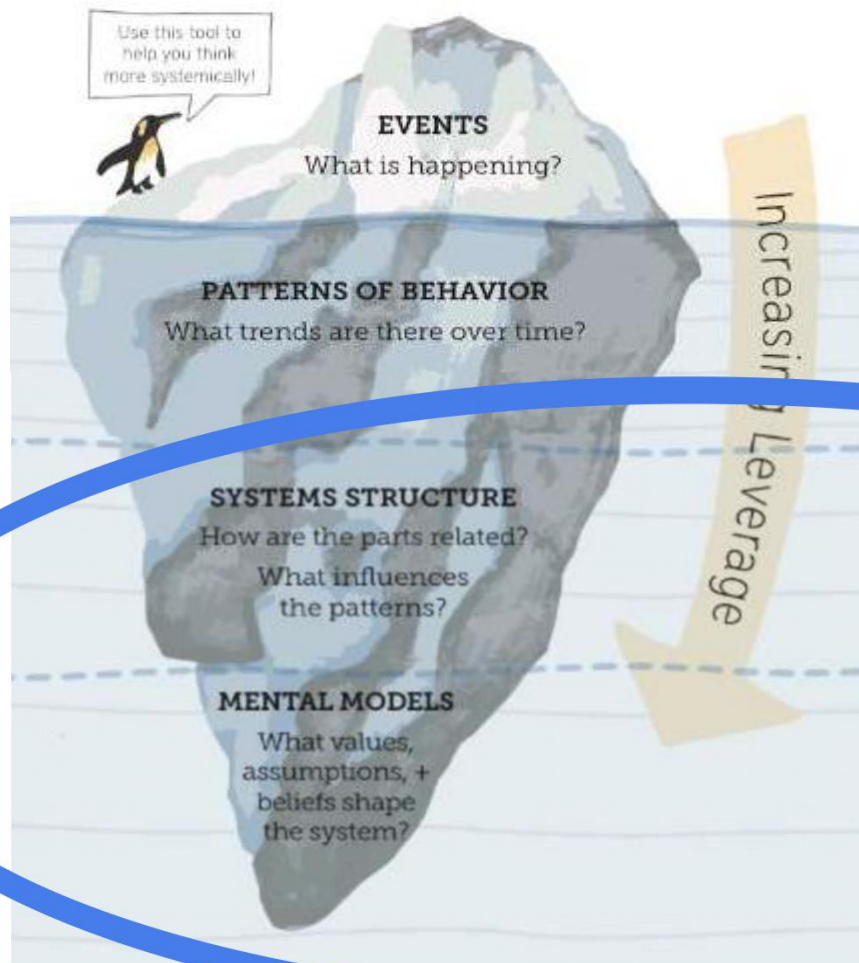 Use this tool to
help you think
more systemically!
EVENTS
What is happening?
PATTERNS OF BEHAVIOR
What trends are there over time?
Increasing Leverage
SYSTEMS STRUCTURE
How are the parts related?
What influences
the patterns?
MENTAL MODELS
What values,
assumptions, +
beliefs shape
the system?